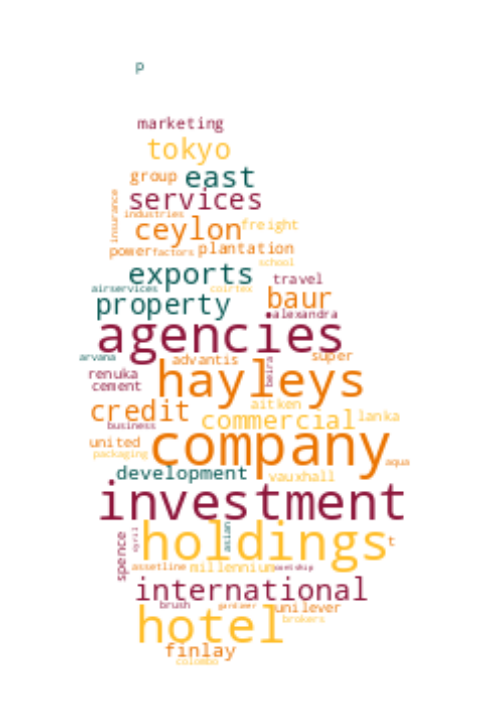 p
marketing
tokyo
group east
insurance services
industries
ceylon freight
power factors plantation
school
exports travel
airservices coirtex
property baur
alexandra
agencies
arvana advantis super
renuka hayleys beira
cement
credit aitken
business commercial lanka
united company
packaging aqua
development vauxhall
investment
spence cyril holdings asian t
assetline millennium
international
brush gardiner unilever
hotel brokers
finlay
colombo